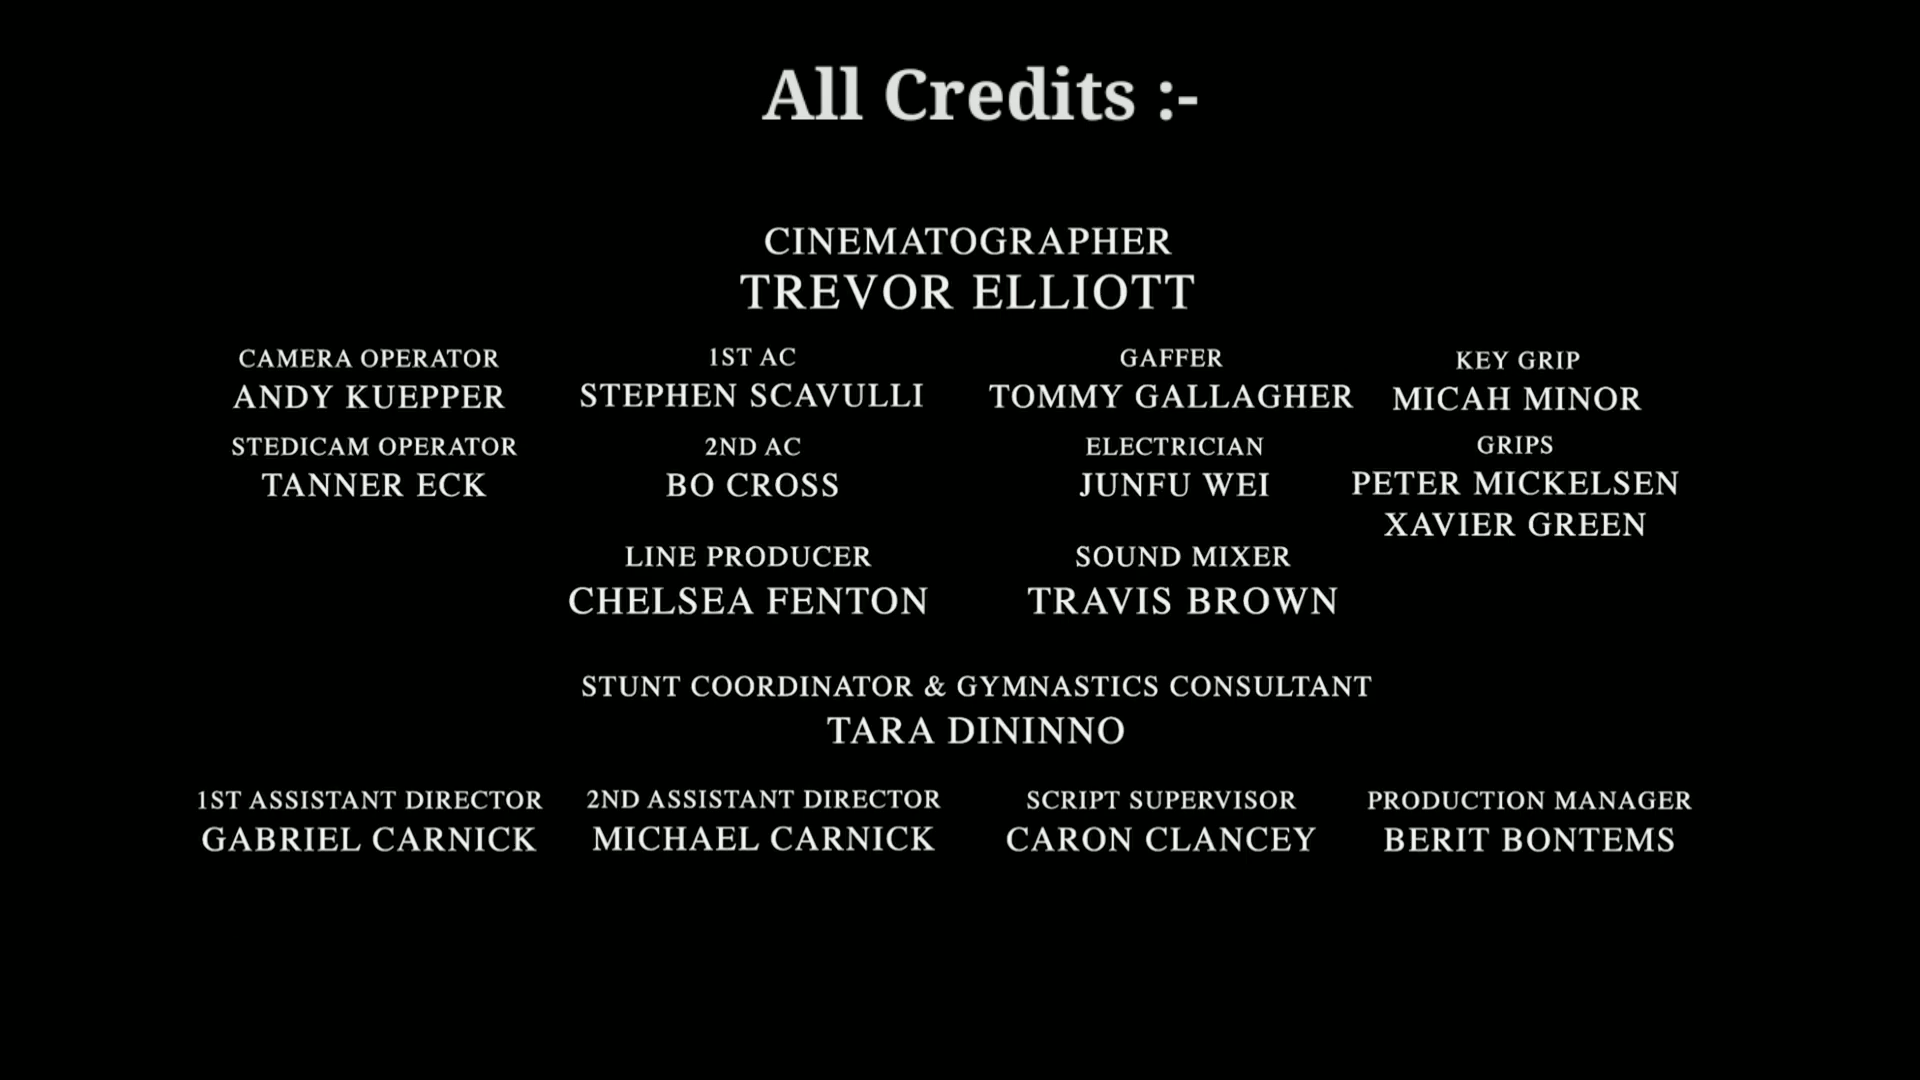 All Credits :-
CINEMATOGRAPHER
TREVOR ELLIOTT
CAMERA OPERATOR 1ST AC GAFFER KEY GRIP
ANDY KUEPPER STEPHEN SCAVULLI TOMMY GALLAGHER MICAH MINOR
STEDICAM OPERATOR 2ND AC ELECTRICIAN GRIPS
TANNER ECK BO CROSS JUNFU WEI PETER MICKELSEN
XAVIER GREEN
LINE PRODUCER SOUND MIXER
CHELSEA FENTON TRAVIS BROWN
STUNT COORDINATOR & GYMNASTICS CONSULTANT
TARA DININNO
1ST ASSISTANT DIRECTOR 2ND ASSISTANT DIRECTOR SCRIPT SUPERVISOR PRODUCTION MANAGER
GABRIEL CARNICK MICHAEL CARNICK CARON CLANCEY BERIT BONTEMS